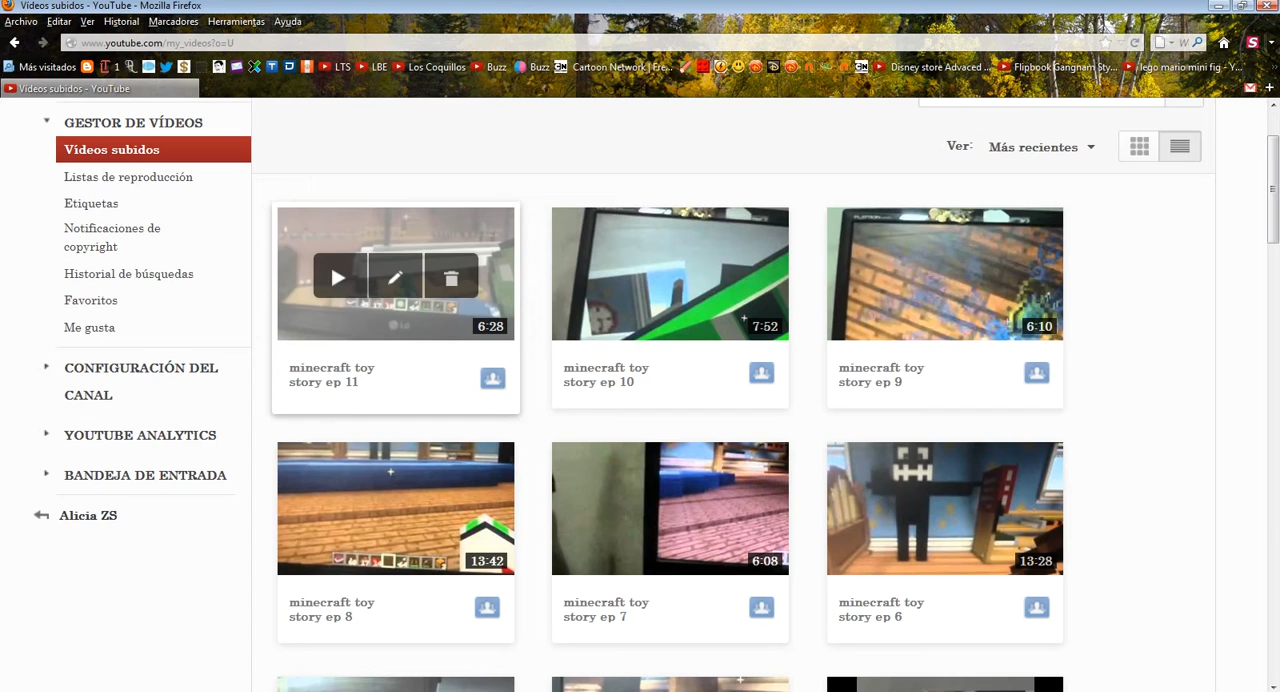 Vídeos subidos - YouTube - Mozilla Firefox
Archivo Editar Ver Historial Marcadores Herramientas Ayuda
www.youtube.com/my_videos?o=U
Más visitados 1 LTS LBE Los Coquillos Buzz Buzz Cartoon Network | Fre... Disney store Advaced ... Flipbook Gangnam Sty... lego mario mini fig - Y...
Vídeos subidos - YouTube
GESTOR DE VÍDEOS
Vídeos subidos
Listas de reproducción
Etiquetas
Notificaciones de
copyright
Historial de búsquedas
Favoritos
Me gusta
CONFIGURACIÓN DEL
CANAL
YOUTUBE ANALYTICS
BANDEJA DE ENTRADA
Alicia ZS
Ver: Más recientes
6:28
7:52
6:10
minecraft toy
story ep 11
minecraft toy
story ep 10
minecraft toy
story ep 9
13:42
6:08
13:28
minecraft toy
story ep 8
minecraft toy
story ep 7
minecraft toy
story ep 6